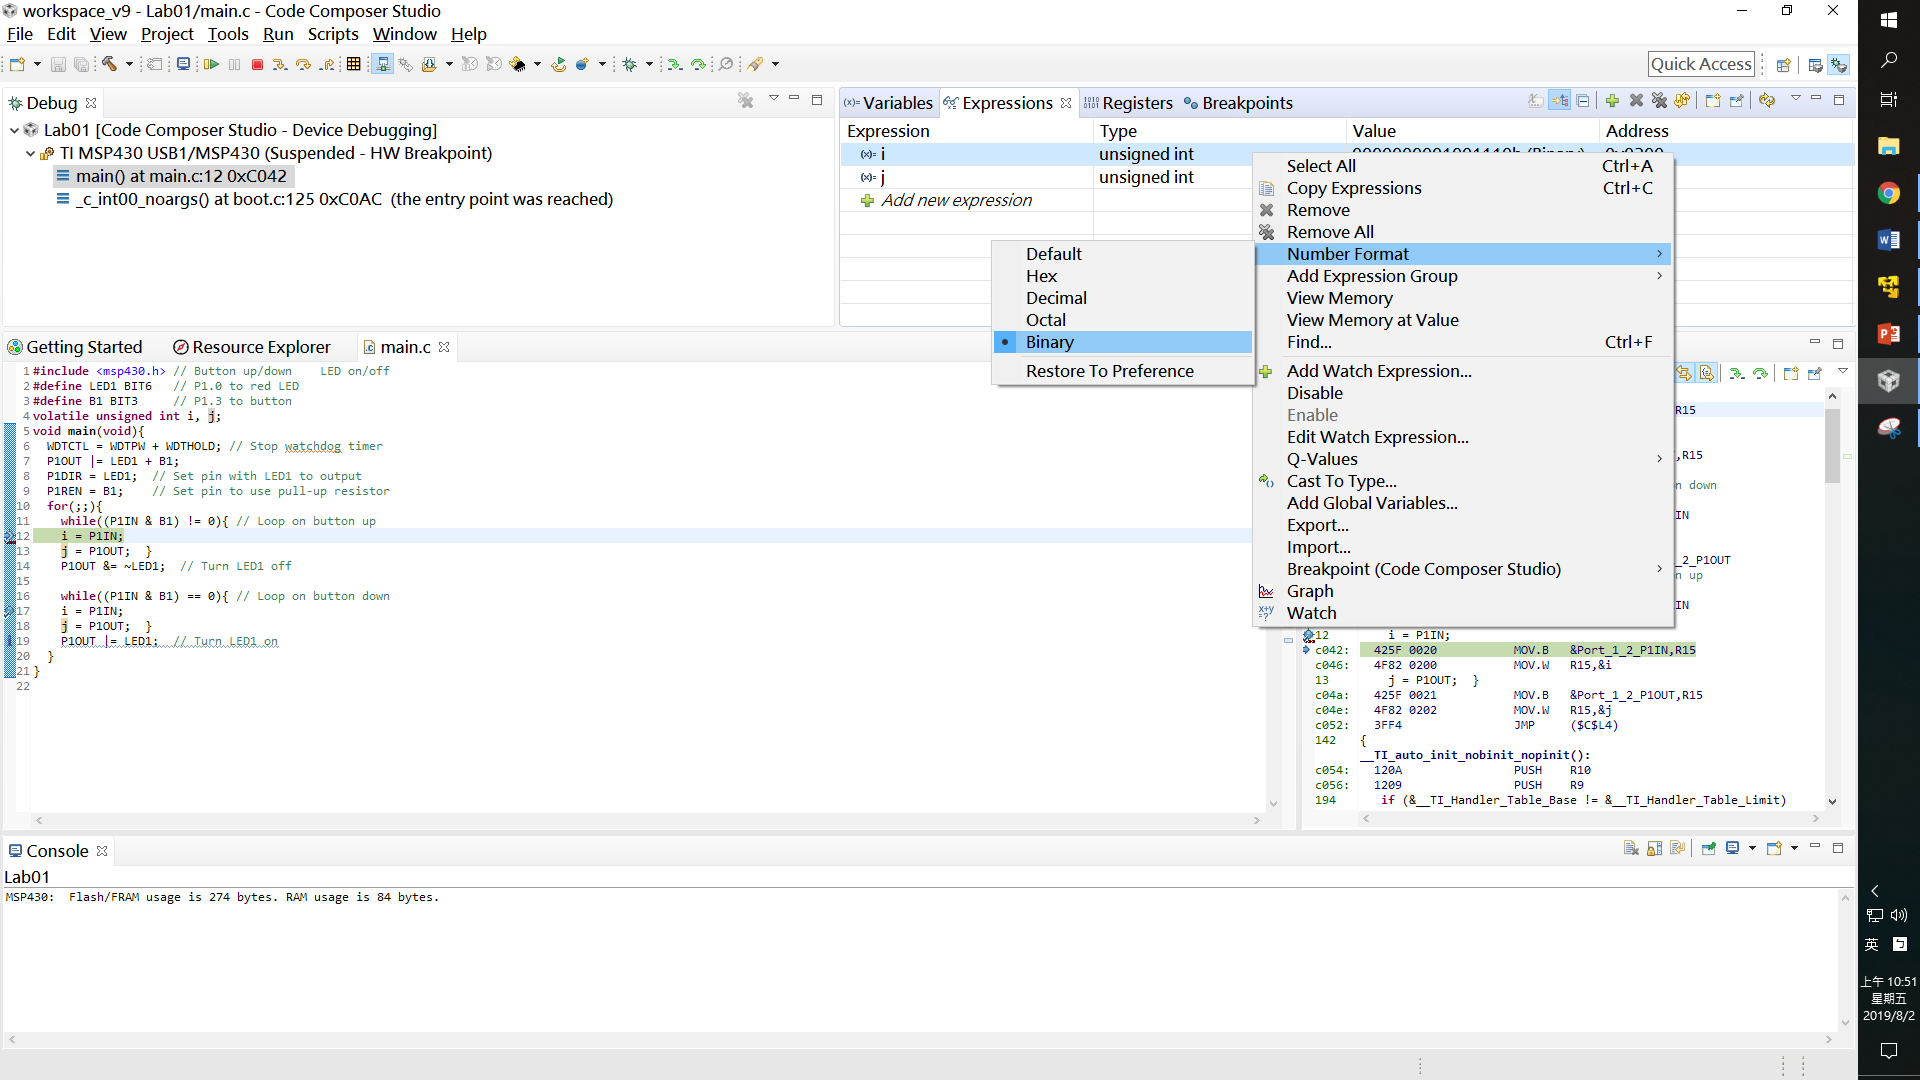 workspace_v9 - Lab01/main.c - Code Composer Studio
File Edit View Project Tools Run Scripts Window Help
Quick Access
Debug
Lab01 [Code Composer Studio - Device Debugging]
TI MSP430 USB1/MSP430 (Suspended - HW Breakpoint)
main() at main.c:12 0xC042
_c_int00_noargs() at boot.c:125 0xC0AC  (the entry point was reached)
(x)= Variables Expressions Registers Breakpoints
Expression Type Value Address
(x)= i unsigned int
(x)= j unsigned int
Add new expression
Select All Ctrl+A
Copy Expressions Ctrl+C
Remove
Remove All
Number Format
Add Expression Group
View Memory
View Memory at Value
Find... Ctrl+F
Add Watch Expression...
Disable
Enable
Edit Watch Expression...
Q-Values
Cast To Type...
Add Global Variables...
Export...
Import...
Breakpoint (Code Composer Studio)
Graph
Watch
Default
Hex
Decimal
Octal
Binary
Restore To Preference
Getting Started Resource Explorer main.c
1 #include <msp430.h> // Button up/down    LED on/off
2 #define LED1 BIT6   // P1.0 to red LED
3 #define B1 BIT3     // P1.3 to button
4 volatile unsigned int i, j;
5 void main(void){
6   WDTCTL = WDTPW + WDTHOLD; // Stop watchdog timer
7   P1OUT |= LED1 + B1;
8   P1DIR = LED1;  // Set pin with LED1 to output
9   P1REN = B1;    // Set pin to use pull-up resistor
10   for(;;){
11     while((P1IN & B1) != 0){ // Loop on button up
12     i = P1IN;
13     j = P1OUT;  }
14     P1OUT &= ~LED1;  // Turn LED1 off
15
16     while((P1IN & B1) == 0){ // Loop on button down
17     i = P1IN;
18     j = P1OUT;  }
19     P1OUT |= LED1;  // Turn LED1 on
20   }
21 }
22
R15
,R15
n down
IN
_2_P1OUT
n up
IN
12 i = P1IN;
c042: 425F 0020 MOV.B &Port_1_2_P1IN,R15
c046: 4F82 0200 MOV.W R15,&i
13 j = P1OUT;  }
c04a: 425F 0021 MOV.B &Port_1_2_P1OUT,R15
c04e: 4F82 0202 MOV.W R15,&j
c052: 3FF4 JMP ($C$L4)
142 {
__TI_auto_init_nobinit_nopinit():
c054: 120A PUSH R10
c056: 1209 PUSH R9
194 if (&__TI_Handler_Table_Base != &__TI_Handler_Table_Limit)
Console
Lab01
MSP430:  Flash/FRAM usage is 274 bytes. RAM usage is 84 bytes.
英
上午 10:51
星期五
2019/8/2